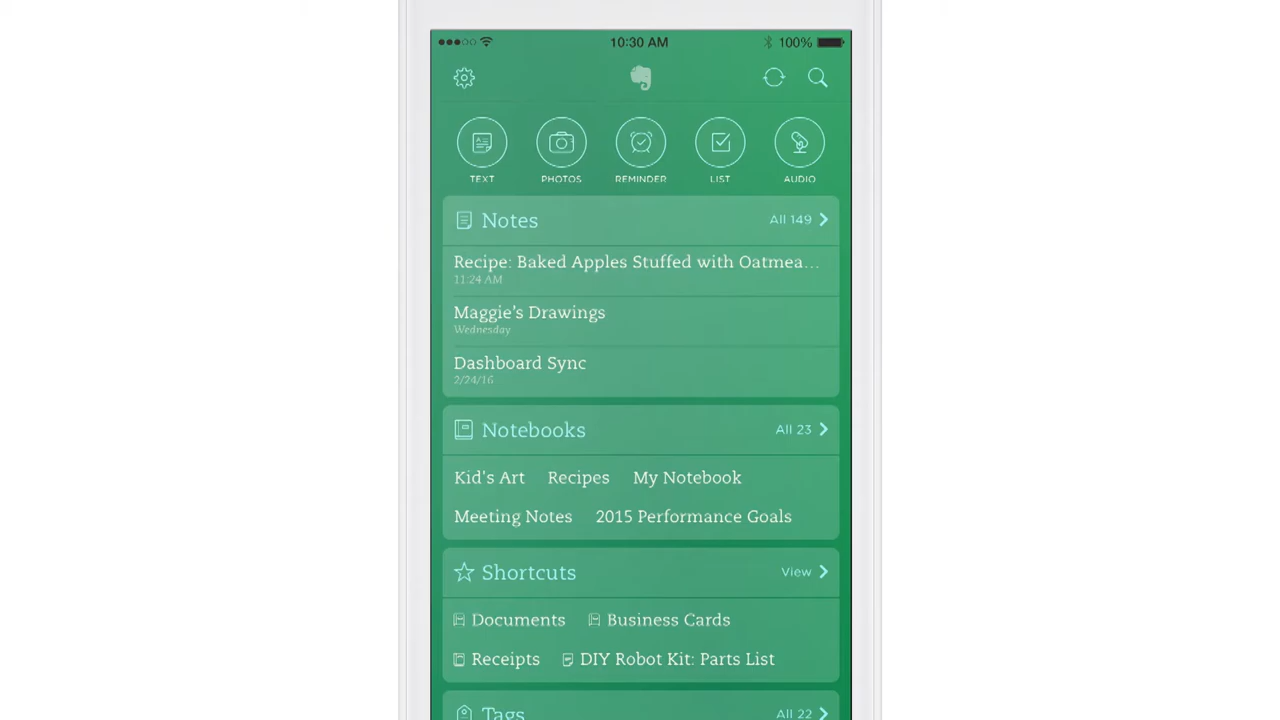 10:30 AM 100%
TEXT PHOTOS REMINDER LIST AUDIO
Notes All 149
Recipe: Baked Apples Stuffed with Oatmea...
11:24 AM
Maggie's Drawings
Wednesday
Dashboard Sync
2/24/16
Notebooks All 23
Kid's Art Recipes My Notebook
Meeting Notes 2015 Performance Goals
Shortcuts View
Documents Business Cards
Receipts DIY Robot Kit: Parts List
Tags All 22